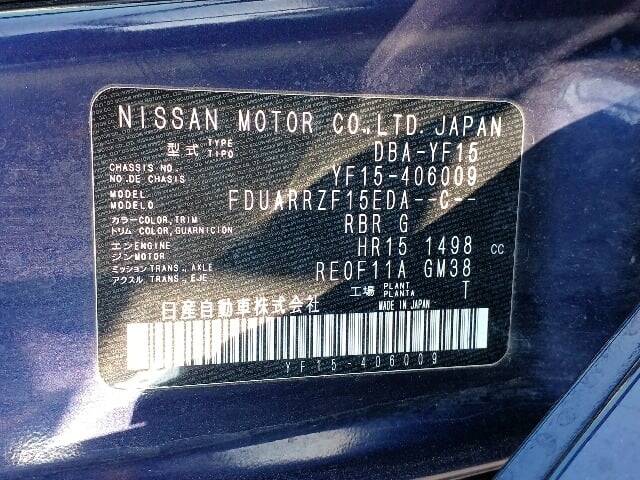 NISSAN MOTOR CO.,LTD. JAPAN
型式 TYPE TIPO DBA-YF15
CHASSIS NO. NO.DE CHASIS YF15-406009
モデル MODEL MODELO FDUARRZF15EDA--C--
カラー COLOR, TRIM トリム COLOR, GUARNICION RBR G
エンジン ENGINE MOTOR HR15 1498 cc
ミッション TRANS., AXLE アクスル TRANS., EJE RE0F11A GM38
工場 PLANT PLANTA T
日産自動車株式会社 MADE IN JAPAN
YF15-406009